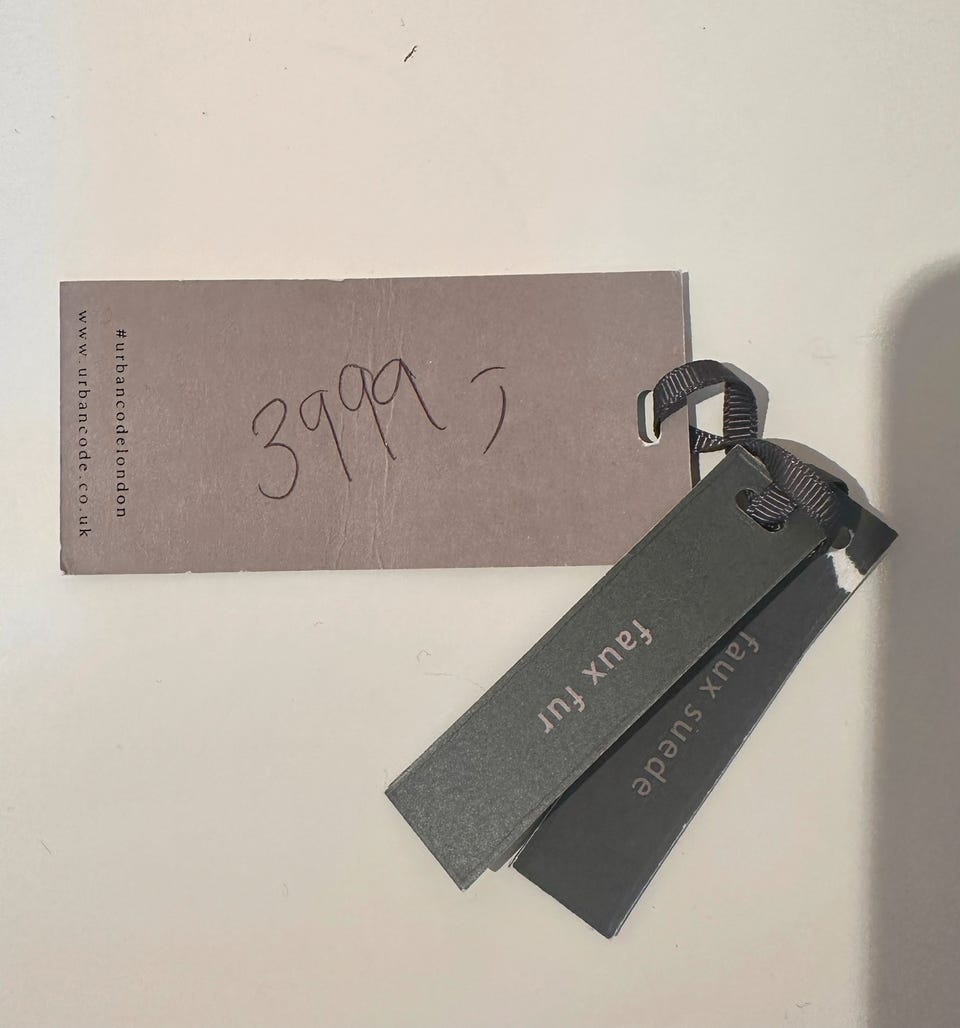 #urbancodelondon
www.urbancode.co.uk
3999,-
faux fur
faux suede